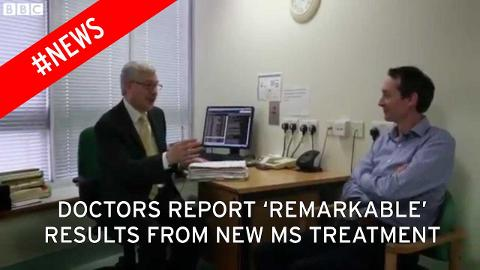 BBC
#NEWS
DOCTORS REPORT ‘REMARKABLE’
RESULTS FROM NEW MS TREATMENT